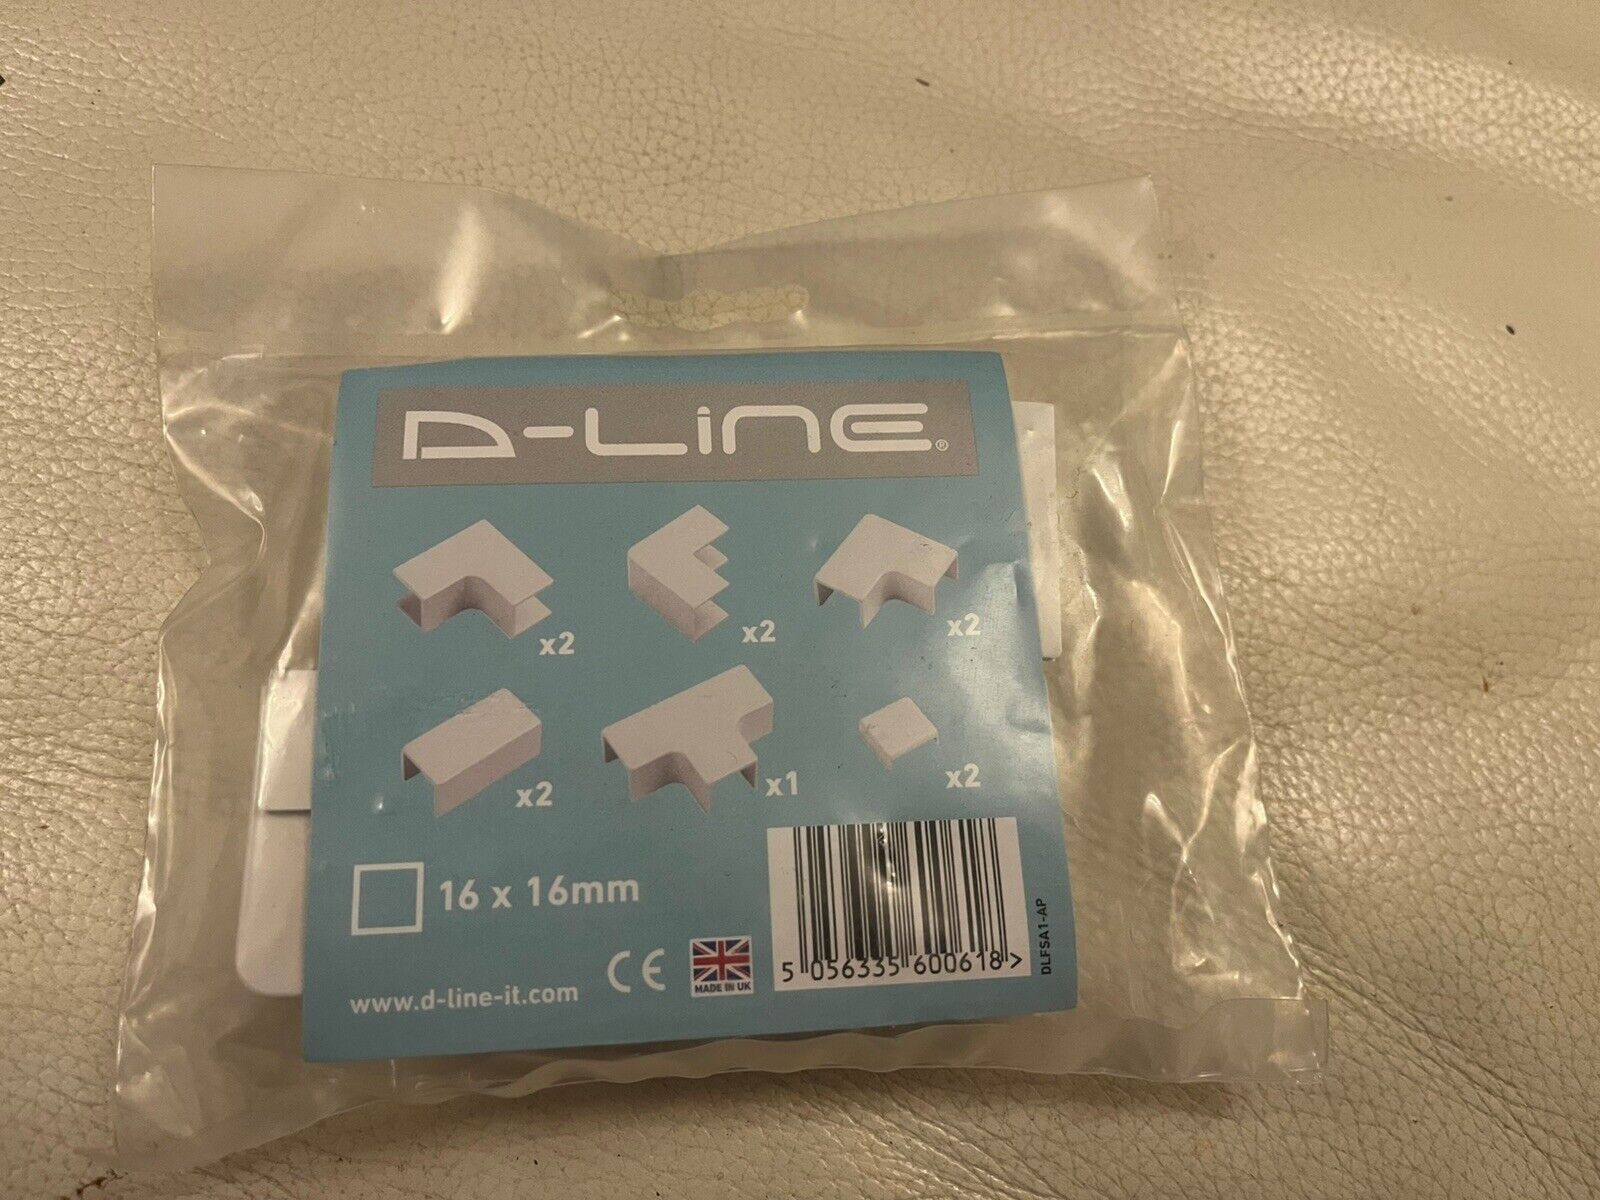 D-LINE®
x2
x2
x2
x2
x1
x2
16 x 16mm
www.d-line-it.com
CE
MADE IN UK
5 056335 600618 >
DLFSA1-AP